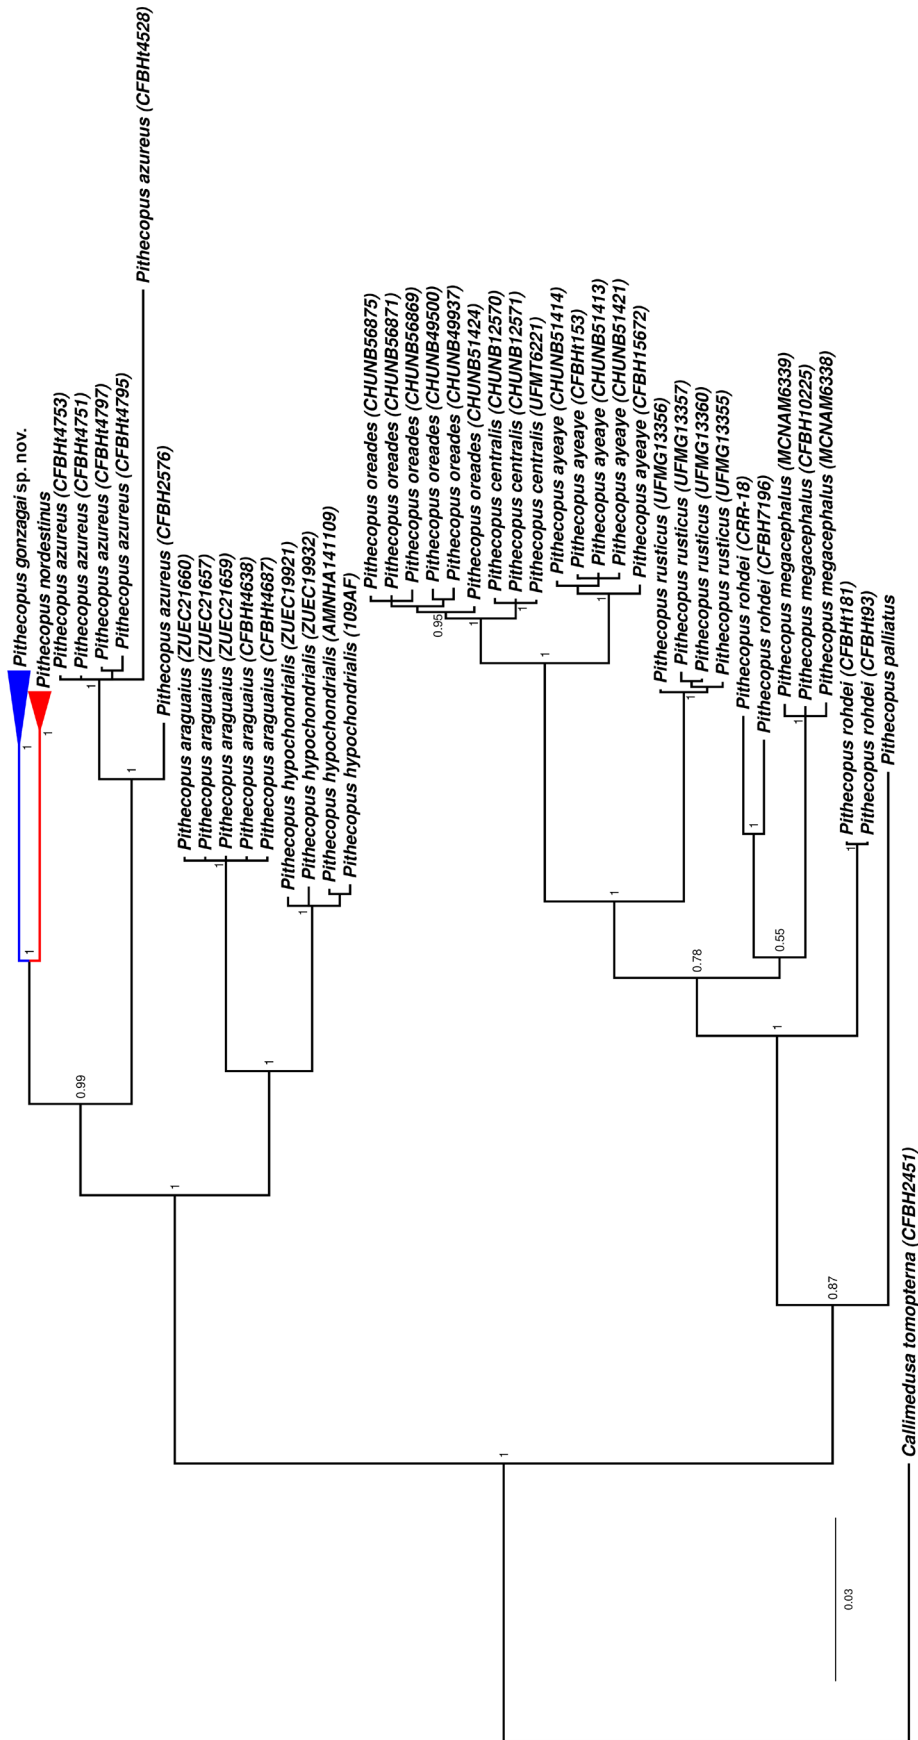 Pithecopus gonzagai sp. nov.
Pithecopus nordestinus
Pithecopus azureus (CFBHt4753)
Pithecopus azureus (CFBHt4751)
Pithecopus azureus (CFBHt4797)
Pithecopus azureus (CFBHt4795)
Pithecopus azureus (CFBHt4528)
Pithecopus azureus (CFBH2576)
Pithecopus araguaius (ZUEC21660)
Pithecopus araguaius (ZUEC21657)
Pithecopus araguaius (ZUEC21659)
Pithecopus araguaius (CFBHt4638)
Pithecopus araguaius (CFBHt4687)
Pithecopus hypochondrialis (ZUEC19921)
Pithecopus hypochondrialis (ZUEC19932)
Pithecopus hypochondrialis (AMNHA141109)
Pithecopus hypochondrialis (109AF)
Pithecopus oreades (CHUNB56875)
Pithecopus oreades (CHUNB56871)
Pithecopus oreades (CHUNB56869)
Pithecopus oreades (CHUNB49500)
Pithecopus oreades (CHUNB49937)
Pithecopus oreades (CHUNB51424)
Pithecopus centralis (CHUNB12570)
Pithecopus centralis (CHUNB12571)
Pithecopus centralis (UFMT6221)
Pithecopus ayeaye (CHUNB51414)
Pithecopus ayeaye (CFBHt153)
Pithecopus ayeaye (CHUNB51413)
Pithecopus ayeaye (CHUNB51421)
Pithecopus ayeaye (CFBH15672)
Pithecopus rusticus (UFMG13356)
Pithecopus rusticus (UFMG13357)
Pithecopus rusticus (UFMG13360)
Pithecopus rusticus (UFMG13355)
Pithecopus rohdei (CRR-18)
Pithecopus rohdei (CFBH7196)
Pithecopus megacephalus (MCNAM6339)
Pithecopus megacephalus (CFBH10225)
Pithecopus megacephalus (MCNAM6338)
Pithecopus rohdei (CFBHt181)
Pithecopus rohdei (CFBHt93)
Pithecopus palliatus
Callimedusa tomopterna (CFBH2451)
1
1
1
1
1
0.99
1
1
1
1
0.95
1
1
1
1
1
1
1
1
0.55
0.78
1
1
0.87
1
0.03